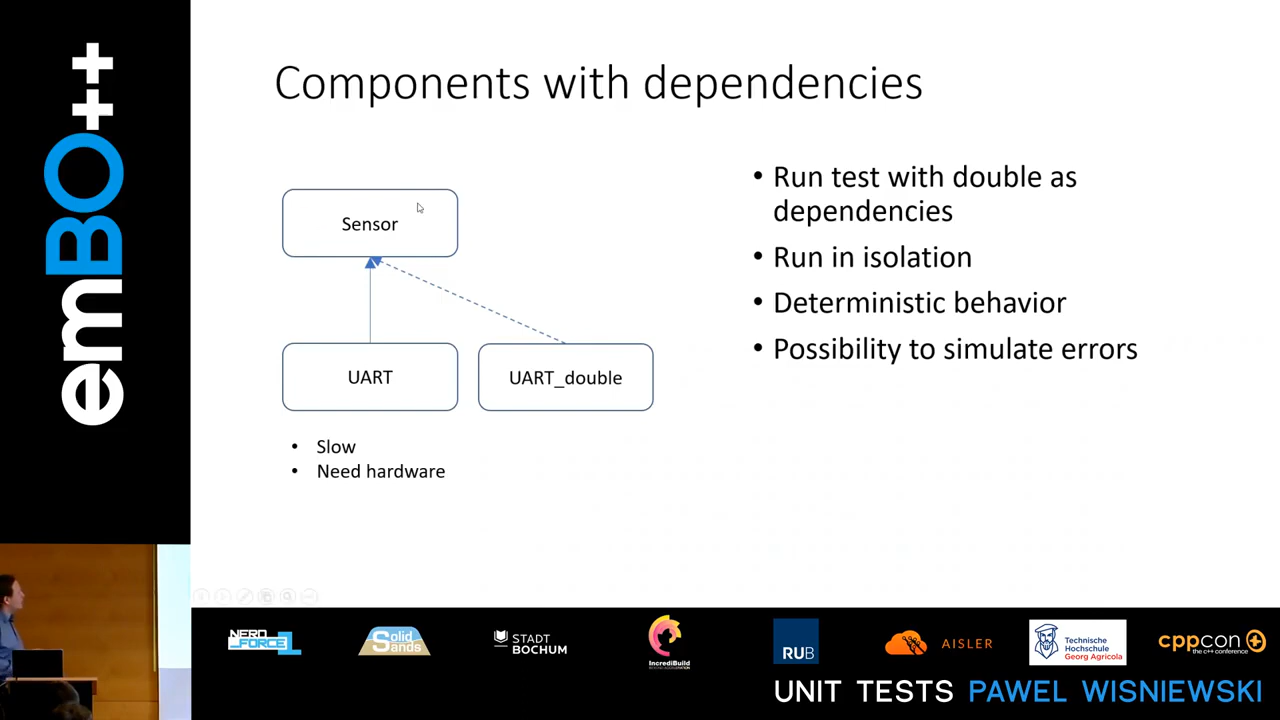 emBO++
Components with dependencies
Sensor
UART
UART_double
• Slow
• Need hardware
• Run test with double as
dependencies
• Run in isolation
• Deterministic behavior
• Possibility to simulate errors
NERD
FORCE1
Solid
Sands
STADT
BOCHUM
IncrediBuild
RUB
AISLER
Technische
Hochschule
Georg Agricola
cppcon
the c++ conference
UNIT TESTS PAWEL WISNIEWSKI